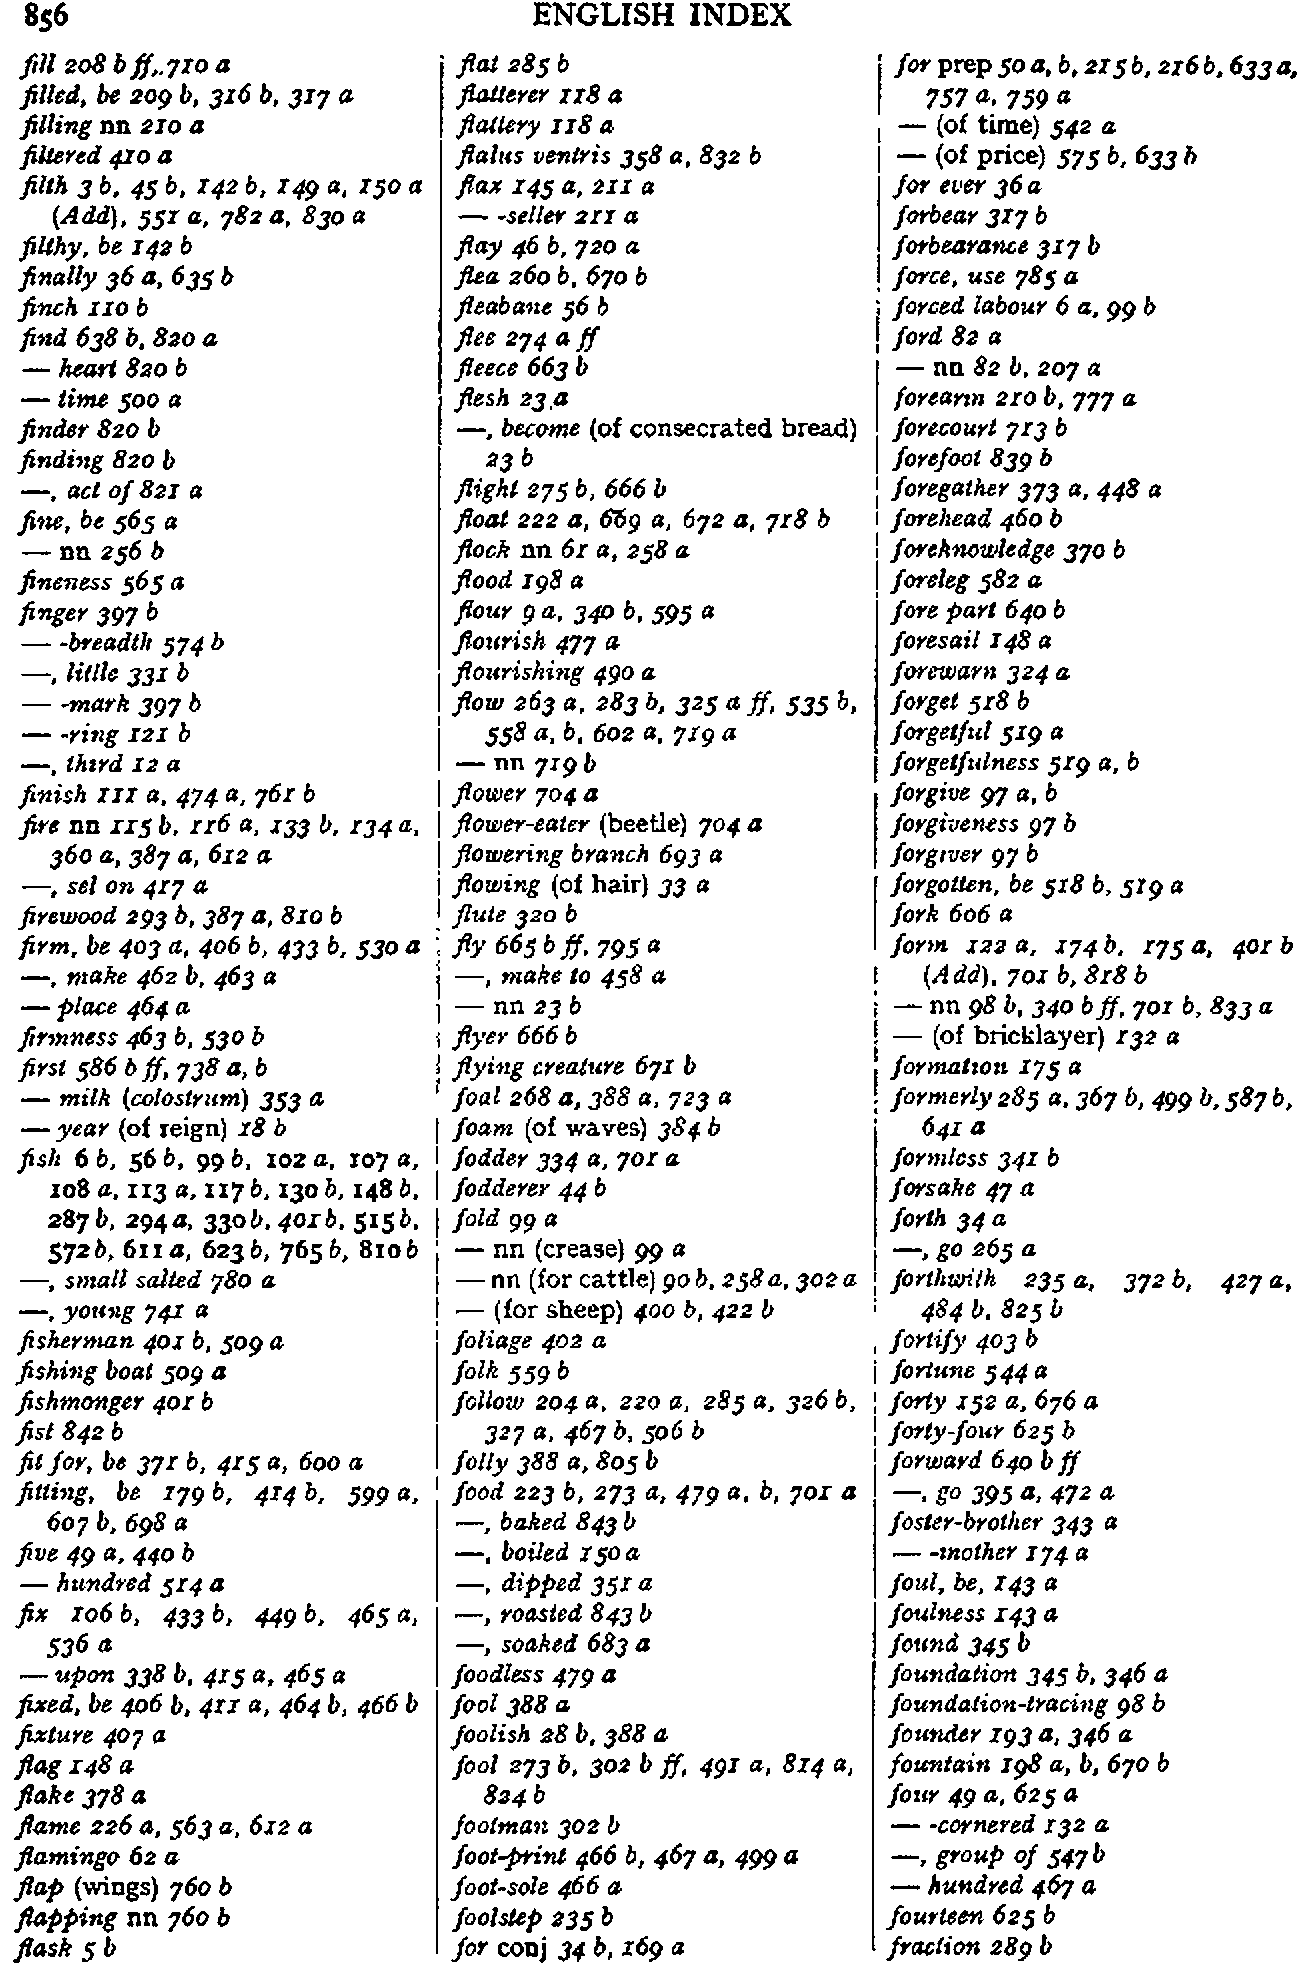 856
ENGLISH INDEX
fill 208 b ff, 710 a
filled, be 209 b, 316 b, 317 a
filling nn 210 a
filtered 410 a
filth 3 b, 45 b, 142 b, 149 a, 150 a
(Add), 551 a, 782 a, 830 a
filthy, be 142 b
finally 36 a, 635 b
finch 110 b
find 638 b, 820 a
— heart 820 b
— time 500 a
finder 820 b
finding 820 b
—, act of 821 a
fine, be 565 a
— nn 256 b
fineness 565 a
finger 397 b
— -breadth 574 b
—, little 331 b
— -mark 397 b
— -ring 121 b
—, third 12 a
finish 111 a, 474 a, 761 b
fire nn 115 b, 116 a, 133 b, 134 a,
360 a, 387 a, 612 a
—, set on 417 a
firewood 293 b, 387 a, 810 b
firm, be 403 a, 406 b, 433 b, 530 a
—, make 462 b, 463 a
— place 464 a
firmness 463 b, 530 b
first 586 b ff, 738 a, b
— milk (colostrum) 353 a
— year (of reign) 18 b
fish 6 b, 56 b, 99 b, 102 a, 107 a,
108 a, 113 a, 117 b, 130 b, 148 b,
287 b, 294 a, 330 b, 401 b, 515 b,
572 b, 611 a, 623 b, 765 b, 810 b
—, small salted 780 a
—, young 741 a
fisherman 401 b, 509 a
fishing boat 509 a
fishmonger 401 b
fist 842 b
fit for, be 371 b, 415 a, 600 a
fitting, be 179 b, 414 b, 599 a,
607 b, 698 a
five 49 a, 440 b
— hundred 514 a
fix 106 b, 433 b, 449 b, 465 a,
536 a
— upon 338 b, 415 a, 465 a
fixed, be 406 b, 411 a, 464 b, 466 b
fixture 407 a
flag 148 a
flake 378 a
flame 226 a, 563 a, 612 a
flamingo 62 a
flap (wings) 760 b
flapping nn 760 b
flask 5 b
flat 285 b
flatterer 118 a
flattery 118 a
flatus ventris 358 a, 832 b
flax 145 a, 211 a
— -seller 211 a
flay 46 b, 720 a
flea 260 b, 670 b
fleabane 56 b
flee 274 a ff
fleece 663 b
flesh 23 a
—, become (of consecrated bread)
23 b
flight 275 b, 666 b
float 222 a, 669 a, 672 a, 718 b
flock nn 61 a, 258 a
flood 198 a
flour 9 a, 340 b, 595 a
flourish 477 a
flourishing 490 a
flow 263 a, 283 b, 325 a ff, 535 b,
558 a, b, 602 a, 719 a
— nn 719 b
flower 704 a
flower-eater (beetle) 704 a
flowering branch 693 a
flowing (of hair) 33 a
flute 320 b
fly 665 b ff, 795 a
—, make to 458 a
— nn 23 b
flyer 666 b
flying creature 671 b
foal 268 a, 388 a, 723 a
foam (of waves) 384 b
fodder 334 a, 701 a
fodderer 44 b
fold 99 a
— nn (crease) 99 a
— nn (for cattle) 90 b, 258 a, 302 a
— (for sheep) 400 b, 422 b
foliage 402 a
folk 559 b
follow 204 a, 220 a, 285 a, 326 b,
327 a, 467 b, 506 b
folly 388 a, 805 b
food 223 b, 273 a, 479 a, b, 701 a
—, baked 843 b
—, boiled 150 a
—, dipped 351 a
—, roasted 843 b
—, soaked 683 a
foodless 479 a
fool 388 a
foolish 28 b, 388 a
foot 273 b, 302 b ff, 491 a, 814 a,
824 b
footman 302 b
foot-print 466 b, 467 a, 499 a
foot-sole 466 a
footstep 235 b
for conj 34 b, 169 a
for prep 50 a, b, 215 b, 216 b, 633 a,
757 a, 759 a
— (of time) 542 a
— (of price) 575 b, 633 b
for ever 36 a
forbear 317 b
forbearance 317 b
force, use 785 a
forced labour 6 a, 99 b
ford 82 a
— nn 82 b, 207 a
forearm 210 b, 777 a
forecourt 713 b
forefoot 839 b
foregather 373 a, 448 a
forehead 460 b
foreknowledge 370 b
foreleg 582 a
fore part 640 b
foresail 148 a
forewarn 324 a
forget 518 b
forgetful 519 a
forgetfulness 519 a, b
forgive 97 a, b
forgiveness 97 b
forgiver 97 b
forgotten, be 518 b, 519 a
fork 606 a
form 122 a, 174 b, 175 a, 401 b
(Add), 701 b, 818 b
— nn 98 b, 340 b ff, 701 b, 833 a
— (of bricklayer) 132 a
formation 175 a
formerly 285 a, 367 b, 499 b, 587 b,
641 a
formless 341 b
forsake 47 a
forth 34 a
—, go 265 a
forthwith 235 a, 372 b, 427 a,
484 b, 825 b
fortify 403 b
fortune 544 a
forty 152 a, 676 a
forty-four 625 b
forward 640 b ff
—, go 395 a, 472 a
foster-brother 343 a
— -mother 174 a
foul, be, 143 a
foulness 143 a
found 345 b
foundation 345 b, 346 a
foundation-tracing 98 b
founder 193 a, 346 a
fountain 198 a, b, 670 b
four 49 a, 625 a
— -cornered 132 a
—, group of 547 b
— hundred 467 a
fourteen 625 b
fraction 289 b